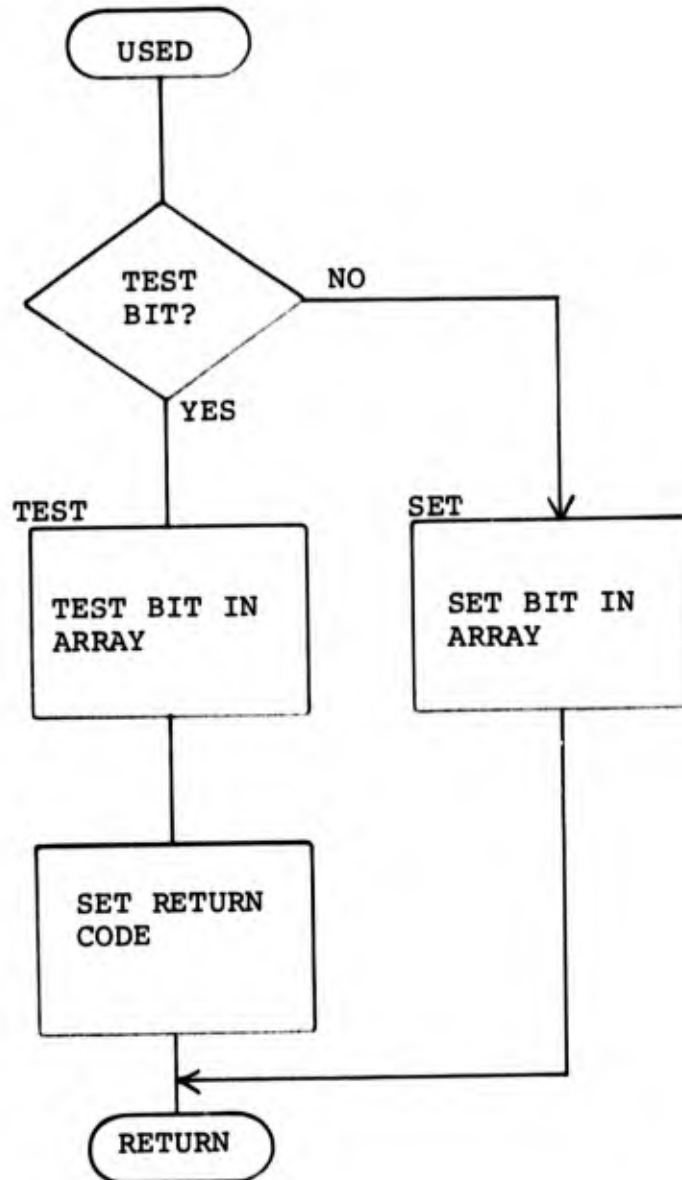 USED
TEST
BIT?
NO
YES
TEST
SET
TEST BIT IN
ARRAY
SET BIT IN
ARRAY
SET RETURN
CODE
RETURN